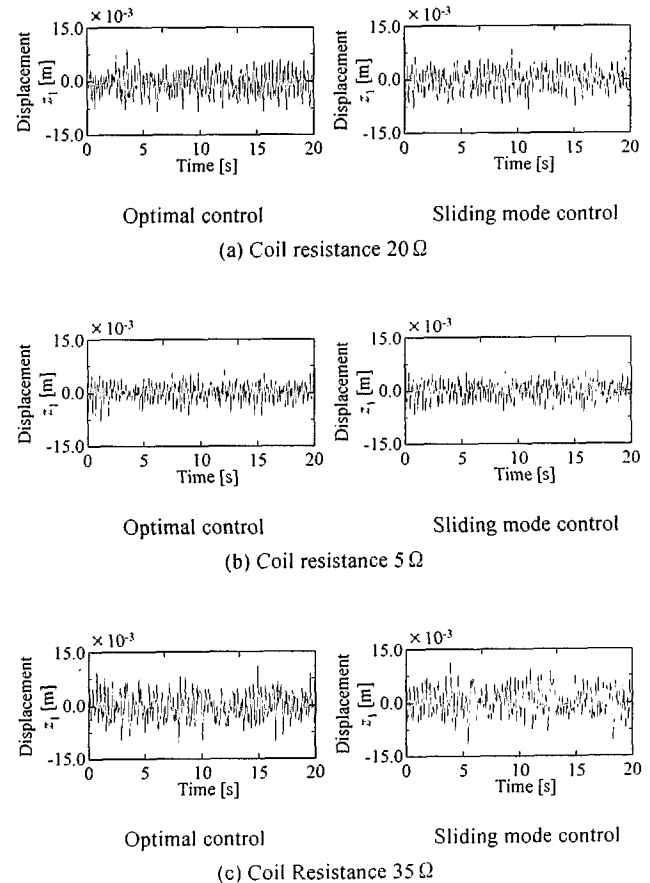 × 10⁻³ × 10⁻³
15.0 15.0
Displacement z₁ [m] 0.0 Displacement z₁ [m] 0.0
-15.0 -15.0
0 5 10 15 20 0 5 10 15 20
Time [s] Time [s]
Optimal control Sliding mode control
(a) Coil resistance 20 Ω
× 10⁻³ × 10⁻³
15.0 15.0
Displacement z₁ [m] 0.0 Displacement z₁ [m] 0.0
-15.0 -15.0
0 5 10 15 20 0 5 10 15 20
Time [s] Time [s]
Optimal control Sliding mode control
(b) Coil resistance 5 Ω
× 10⁻³ × 10⁻³
15.0 15.0
Displacement z₁ [m] 0.0 Displacement z₁ [m] 0.0
-15.0 -15.0
0 5 10 15 20 0 5 10 15 20
Time [s] Time [s]
Optimal control Sliding mode control
(c) Coil Resistance 35 Ω